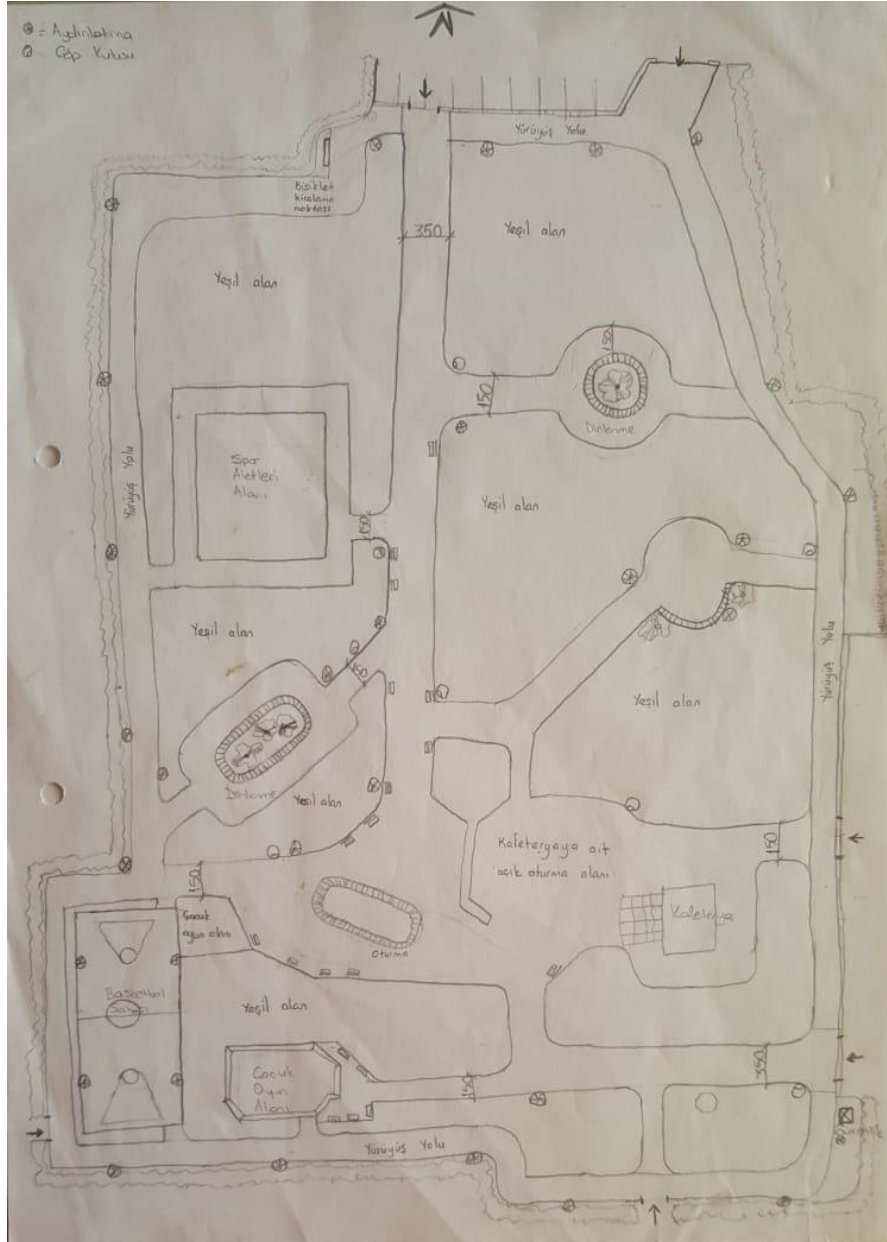 = Aydınlatma
Çöp Kutusu
Yürüyüş Yolu
Bisiklet
kiralama
noktası
350
Yeşil alan
Yeşil alan
150
150
Dinlenme
Spor
Aletleri
Alanı
Yürüyüş Yolu
150
Yeşil alan
Yeşil alan
150
Yeşil alan
Yürüyüş Yolu
Dinlenme
Yeşil alan
Kafeteryaya ait
açık oturma alanı
150
150
Çocuk
oyun alanı
Kafeterya
Oturma
Basketbol
Yeşil alan
Çocuk
Oyun
Alanı
150
350
Yürüyüş Yolu